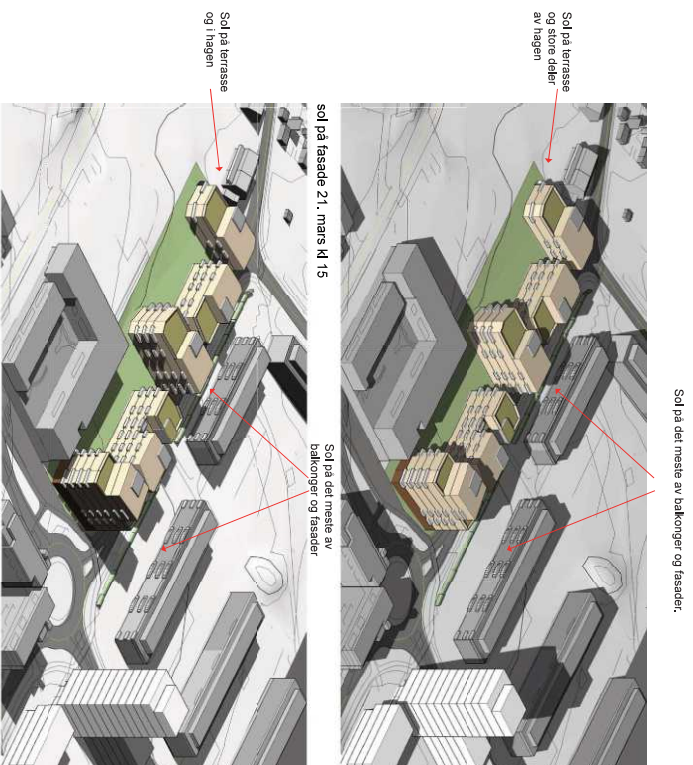 Sol på det meste av balkonger og fasader.
Sol på terrasse
og store deler
av hagen
sol på fasade 21. mars kl 15
Sol på det meste av
balkonger og fasader
Sol på terrasse
og i hagen